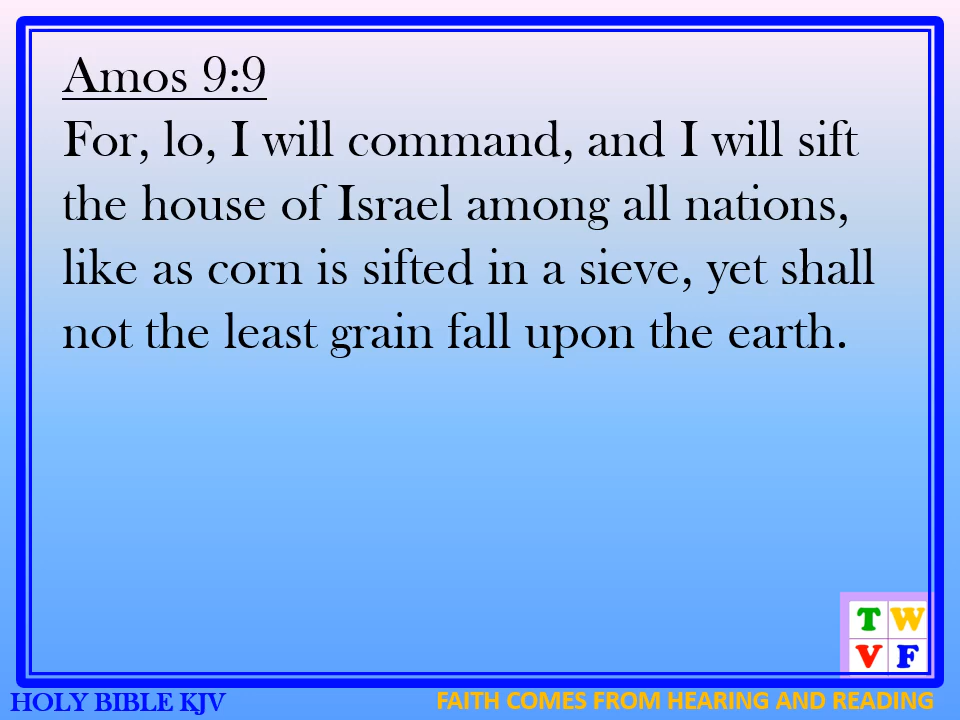 Amos 9:9
For, lo, I will command, and I will sift
the house of Israel among all nations,
like as corn is sifted in a sieve, yet shall
not the least grain fall upon the earth.
T W
V F
HOLY BIBLE KJV
FAITH COMES FROM HEARING AND READING